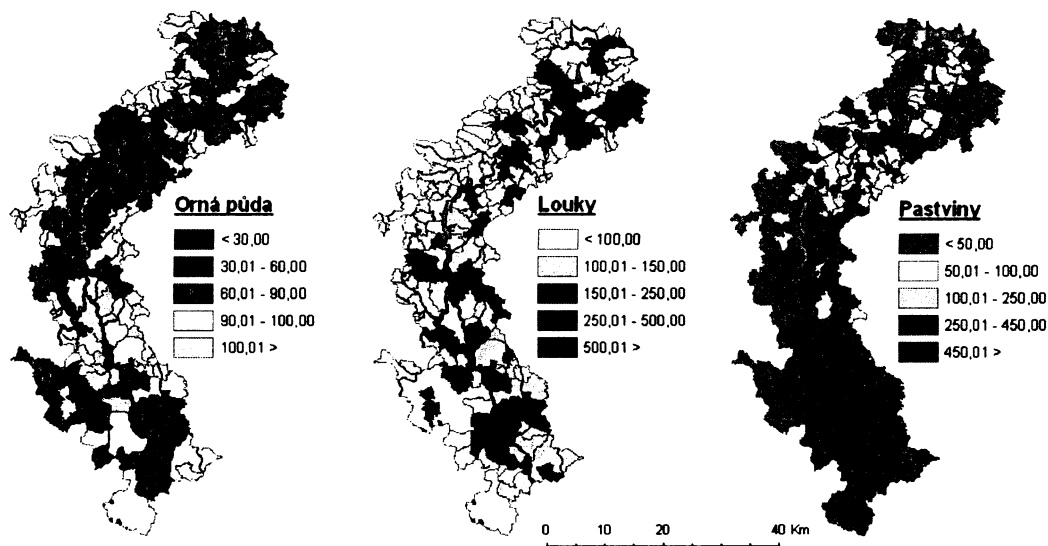 Orná půda
< 30,00
30,01 - 60,00
60,01 - 90,00
90,01 - 100,00
100,01 >
Louky
< 100,00
100,01 - 150,00
150,01 - 250,00
250,01 - 500,00
500,01 >
Pastviny
< 50,00
50,01 - 100,00
100,01 - 250,00
250,01 - 450,00
450,01 >
0 10 20 40 Km